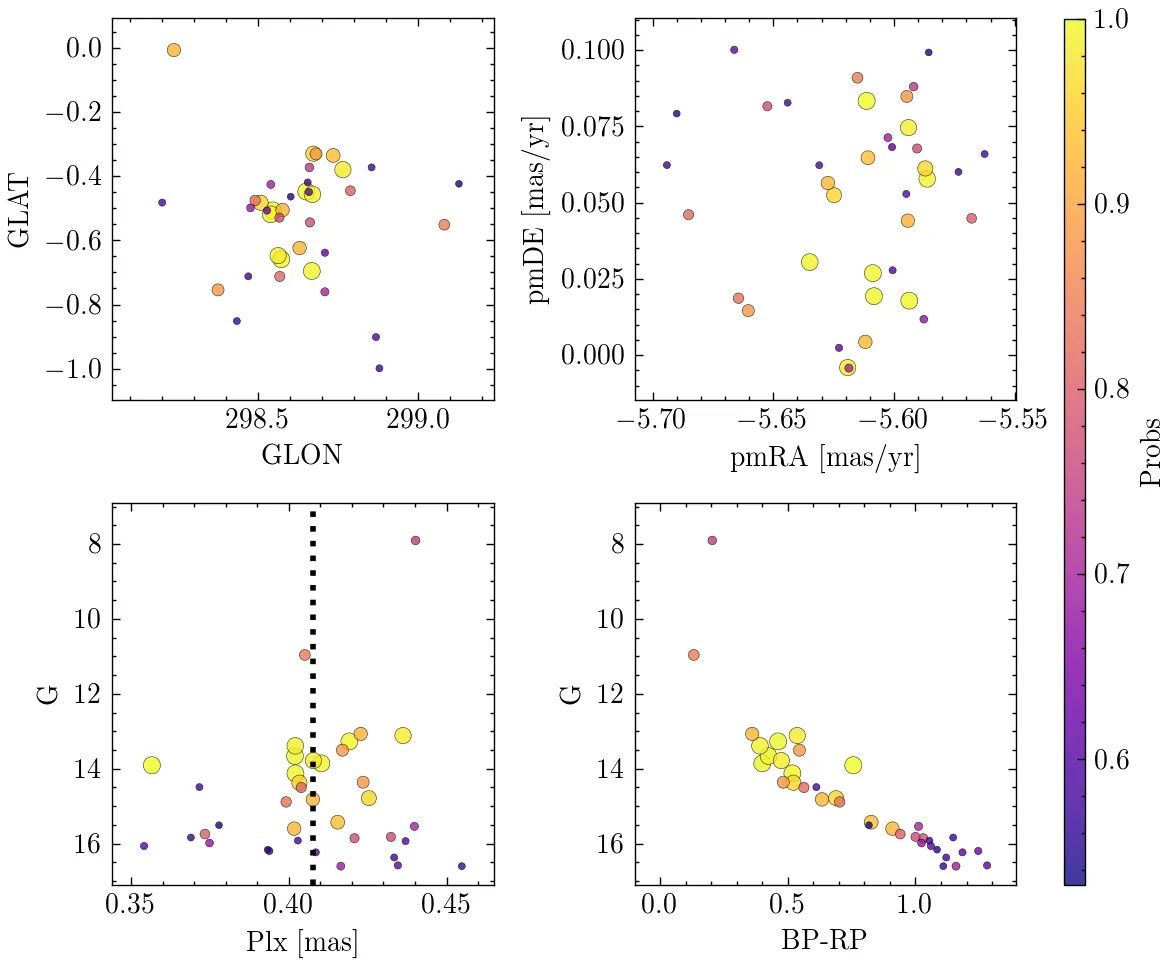 0.0
−0.2
−0.4
−0.6
−0.8
−1.0
GLAT
298.5 299.0
GLON
0.100
0.075
0.050
0.025
0.000
pmDE [mas/yr]
−5.70 −5.65 −5.60 −5.55
pmRA [mas/yr]
8
10
12
14
16
G
0.35 0.40 0.45
Plx [mas]
8
10
12
14
16
G
0.0 0.5 1.0
BP-RP
1.0
0.9
0.8
0.7
0.6
Probs